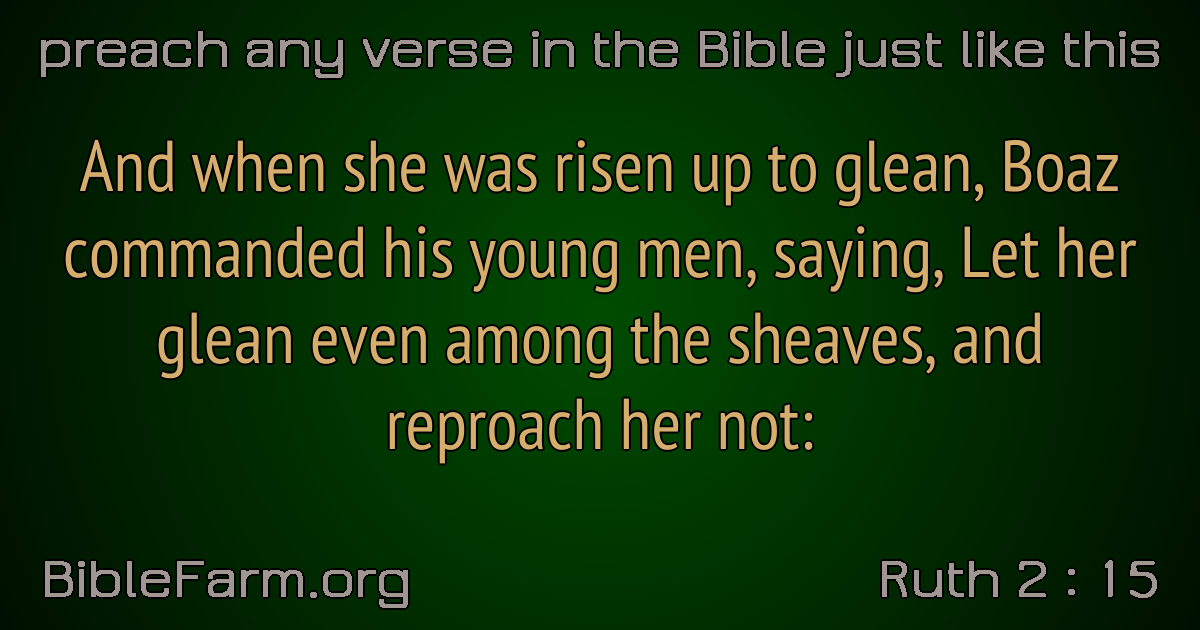 preach any verse in the Bible just like this
And when she was risen up to glean, Boaz
commanded his young men, saying, Let her
glean even among the sheaves, and
reproach her not:
BibleFarm.org
Ruth 2 : 15